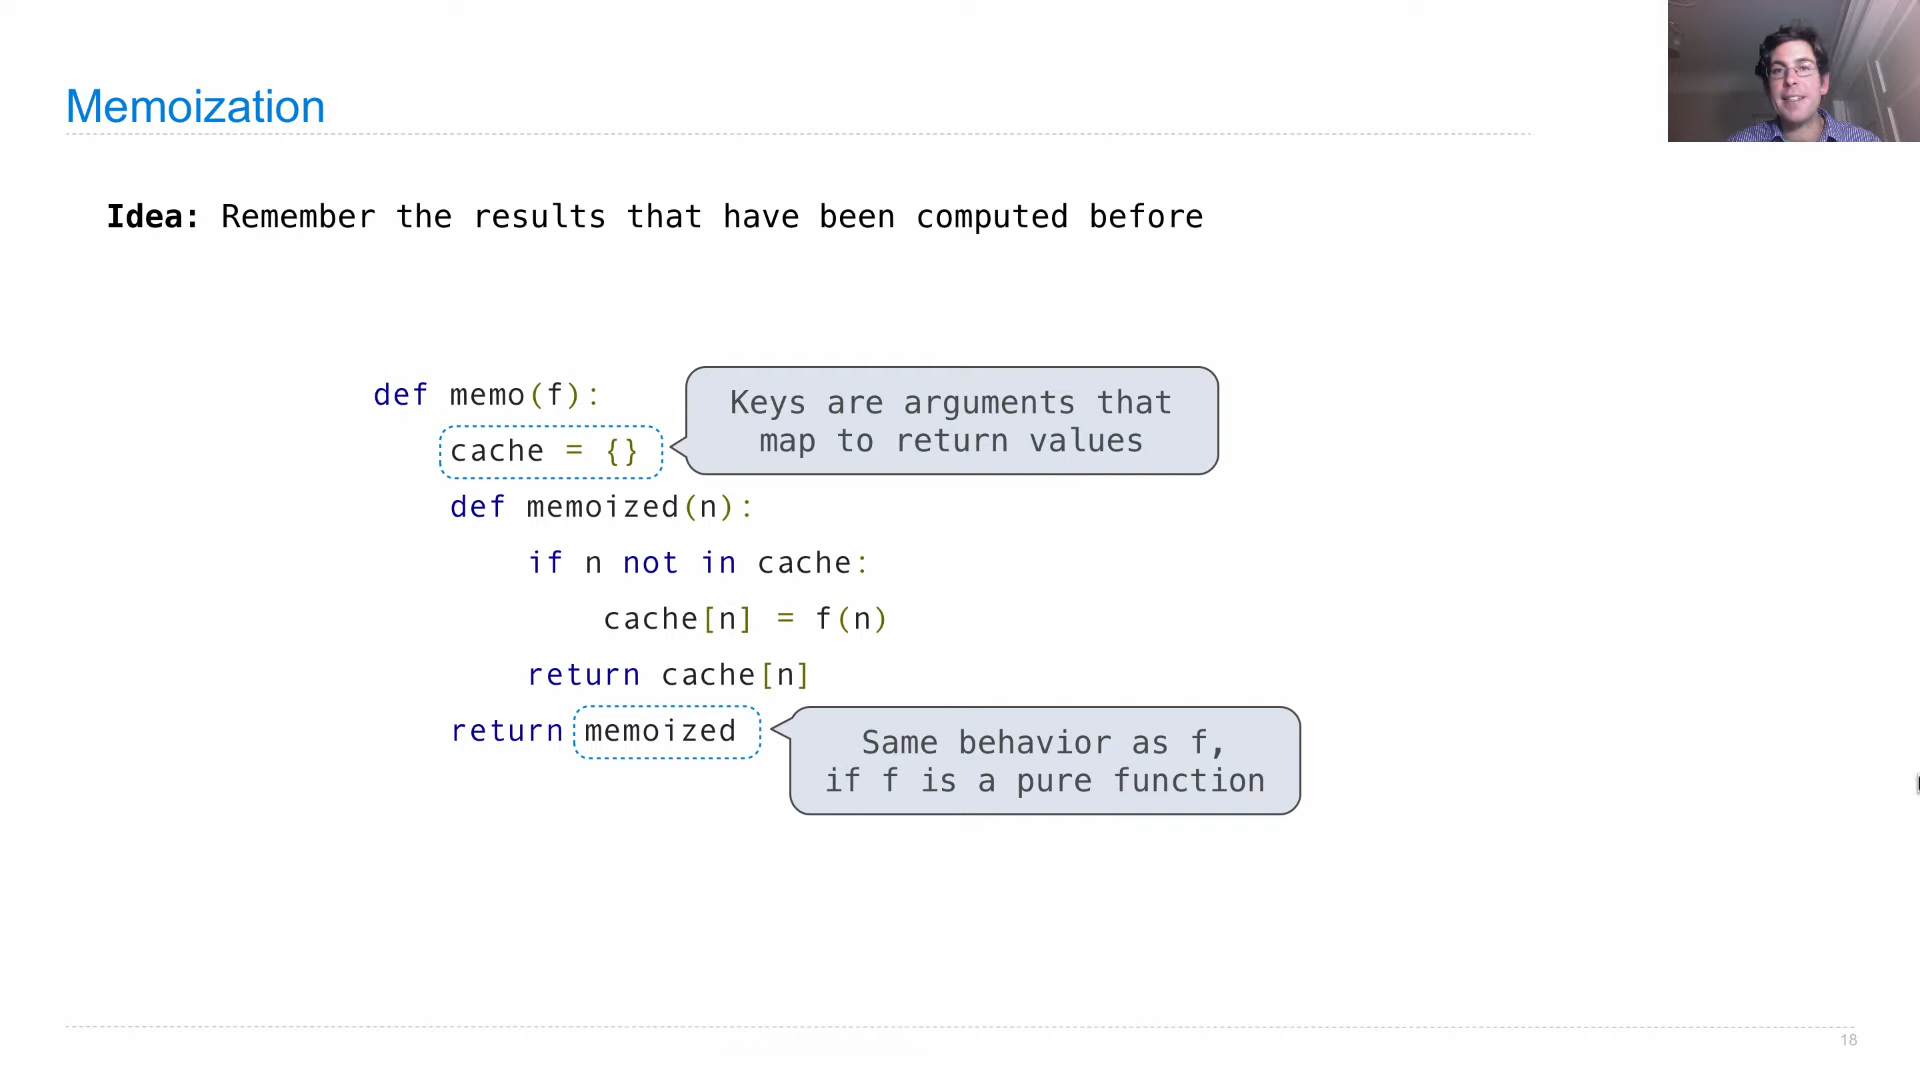 Memoization
Idea: Remember the results that have been computed before
def memo(f):
cache = {}
Keys are arguments that
map to return values
def memoized(n):
if n not in cache:
cache[n] = f(n)
return cache[n]
return memoized
Same behavior as f,
if f is a pure function
18